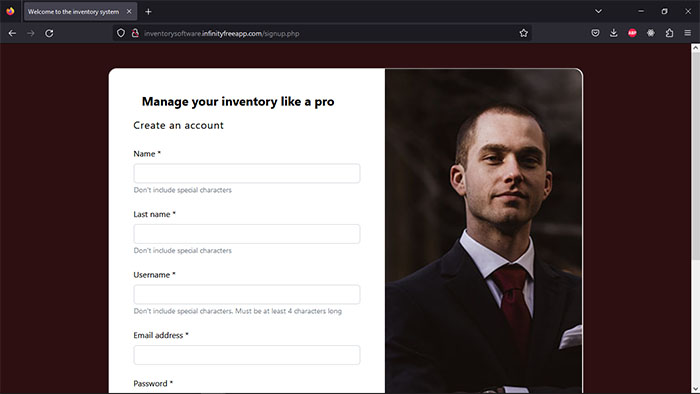 Welcome to the inventory system
inventorysoftware.infinityfreeapp.com/signup.php
ABP
Manage your inventory like a pro
Create an account
Name *
Don't include special characters
Last name *
Don't include special characters
Username *
Don't include special characters. Must be at least 4 characters long
Email address *
Password *